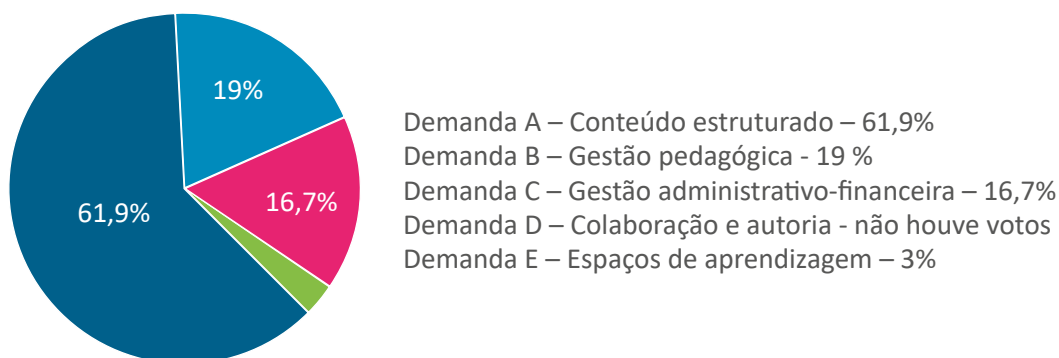 19%
16,7%
61,9%
Demanda A – Conteúdo estruturado – 61,9%
Demanda B – Gestão pedagógica - 19 %
Demanda C – Gestão administrativo-financeira – 16,7%
Demanda D – Colaboração e autoria - não houve votos
Demanda E – Espaços de aprendizagem – 3%